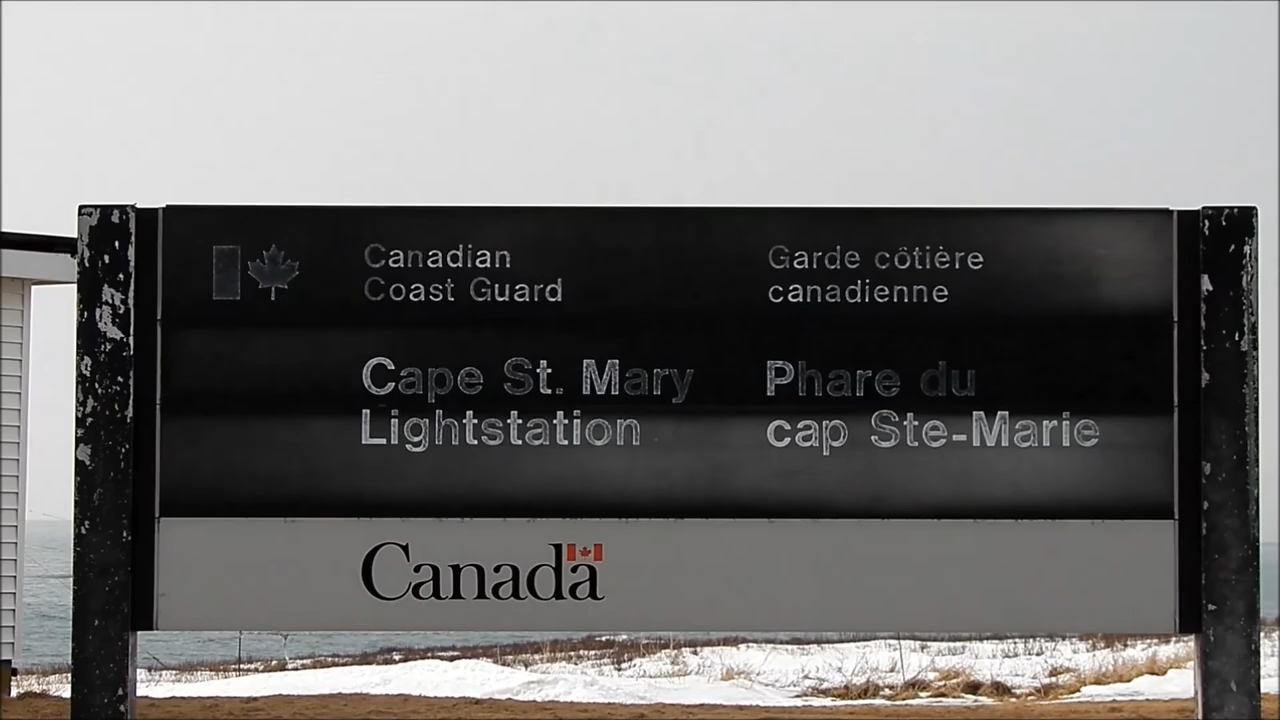 Canadian
Coast Guard
Garde côtière
canadienne
Cape St. Mary
Lightstation
Phare du
cap Ste-Marie
Canada